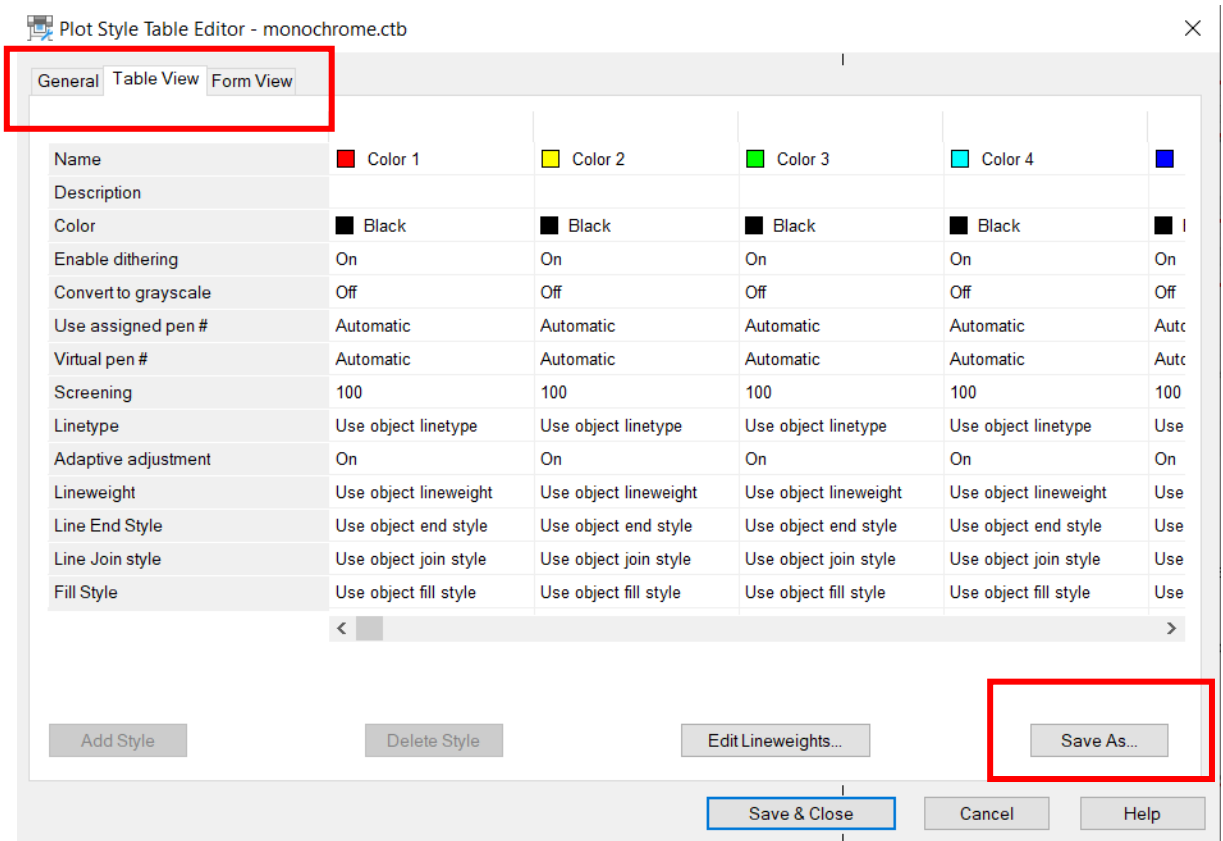 Plot Style Table Editor - monochrome.ctb
General Table View Form View
Name Color 1 Color 2 Color 3 Color 4
Description
Color Black Black Black Black
Enable dithering On On On On On
Convert to grayscale Off Off Off Off Off
Use assigned pen # Automatic Automatic Automatic Automatic
Virtual pen # Automatic Automatic Automatic Automatic
Screening 100 100 100 100 100
Linetype Use object linetype Use object linetype Use object linetype Use object linetype Use
Adaptive adjustment On On On On On
Lineweight Use object lineweight Use object lineweight Use object lineweight Use object lineweight Use
Line End Style Use object end style Use object end style Use object end style Use object end style Use
Line Join style Use object join style Use object join style Use object join style Use object join style Use
Fill Style Use object fill style Use object fill style Use object fill style Use object fill style Use
Add Style Delete Style Edit Lineweights... Save As...
Save & Close Cancel Help